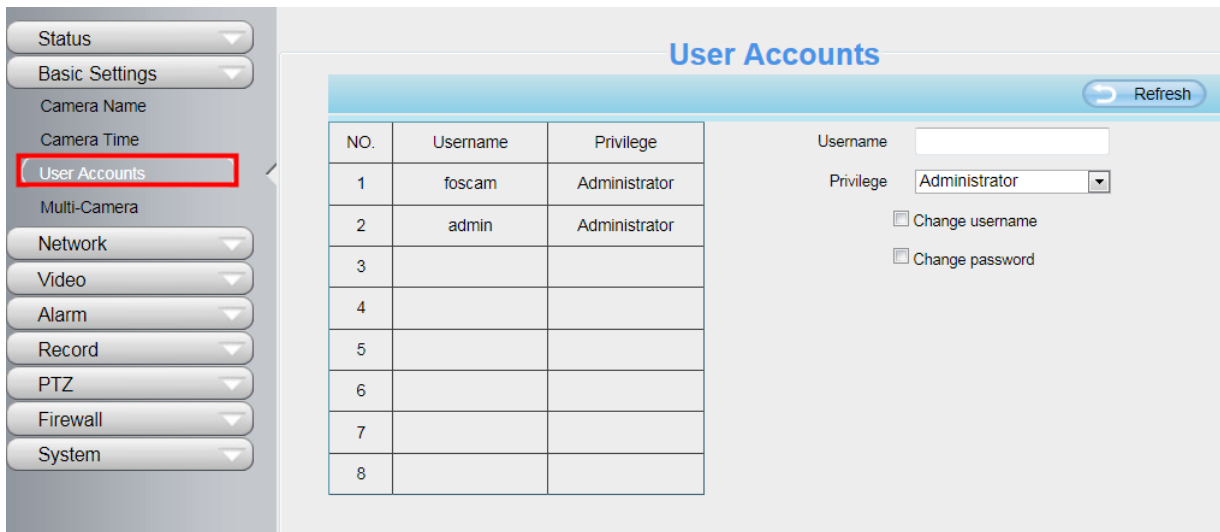 Status
Basic Settings
Camera Name
Camera Time
User Accounts
Multi-Camera
Network
Video
Alarm
Record
PTZ
Firewall
System
User Accounts
Refresh
NO. Username Privilege
1 foscam Administrator
2 admin Administrator
3
4
5
6
7
8
Username
Privilege Administrator
Change username
Change password